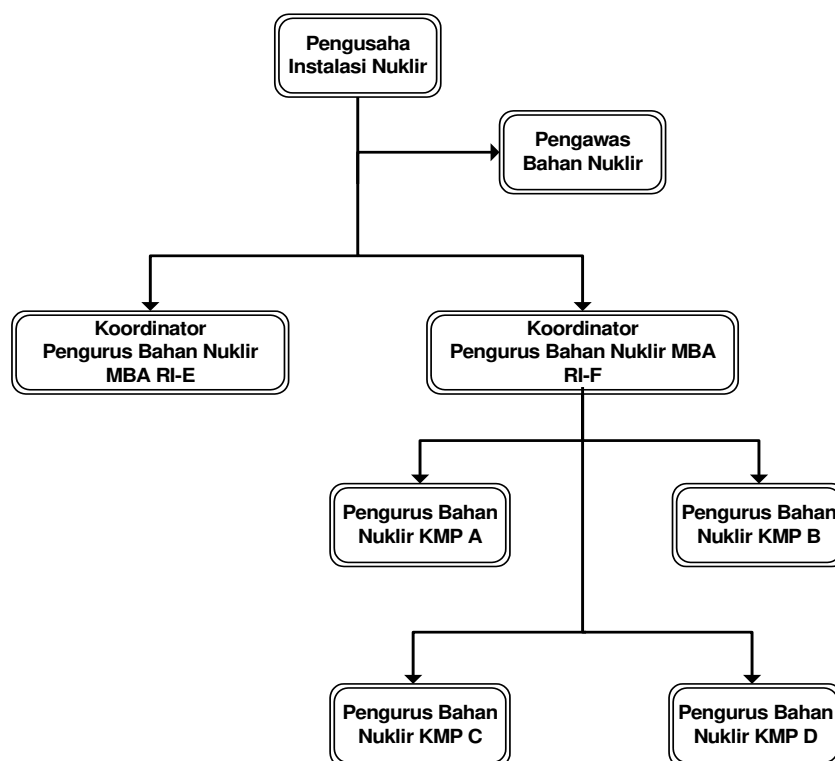 Pengusaha
Instalasi Nuklir
Pengawas
Bahan Nuklir
Koordinator
Pengurus Bahan Nuklir
MBA RI-E
Koordinator
Pengurus Bahan Nuklir MBA
RI-F
Pengurus Bahan
Nuklir KMP A
Pengurus Bahan
Nuklir KMP B
Pengurus Bahan
Nuklir KMP C
Pengurus Bahan
Nuklir KMP D